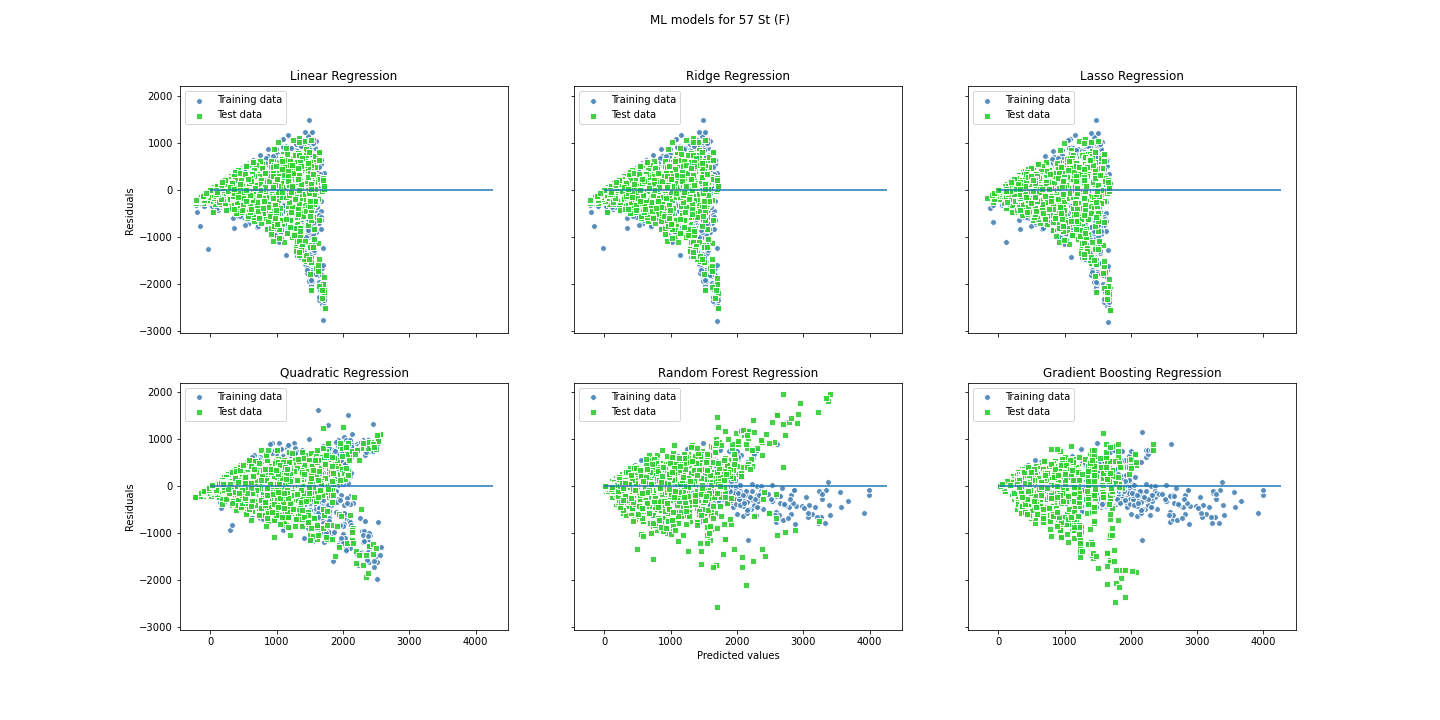 ML models for 57 St (F)
Linear Regression
Training data
Test data
2000
1000
0
−1000
−2000
−3000
Residuals
Ridge Regression
Training data
Test data
Lasso Regression
Training data
Test data
Quadratic Regression
Training data
Test data
2000
1000
0
−1000
−2000
−3000
Residuals
0 1000 2000 3000 4000
Random Forest Regression
Training data
Test data
0 1000 2000 3000 4000
Predicted values
Gradient Boosting Regression
Training data
Test data
0 1000 2000 3000 4000